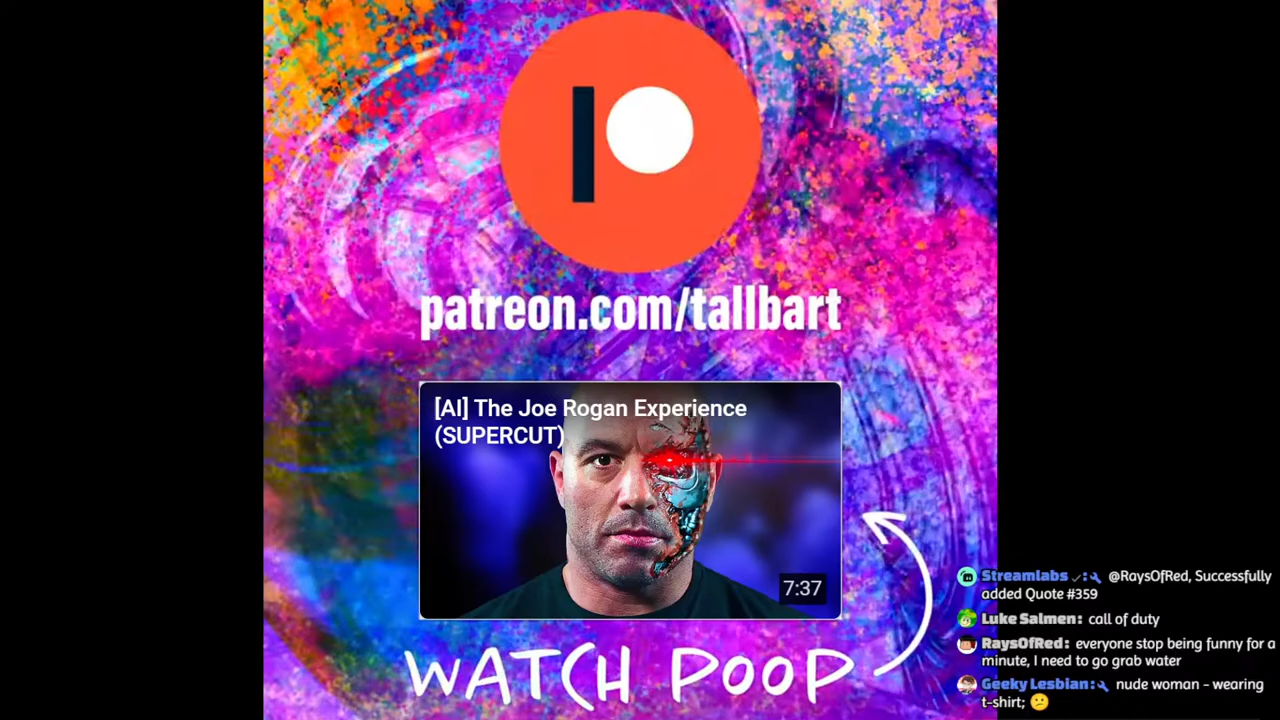 patreon.com/tallbart
[AI] The Joe Rogan Experience
(SUPERCUT)
7:37
WATCH POOP
Streamlabs : @RaysOfRed, Successfully
added Quote #359
Luke Salmen: call of duty
RaysOfRed: everyone stop being funny for a
minute, I need to go grab water
Geeky Lesbian: nude woman - wearing
t-shirt; 😕